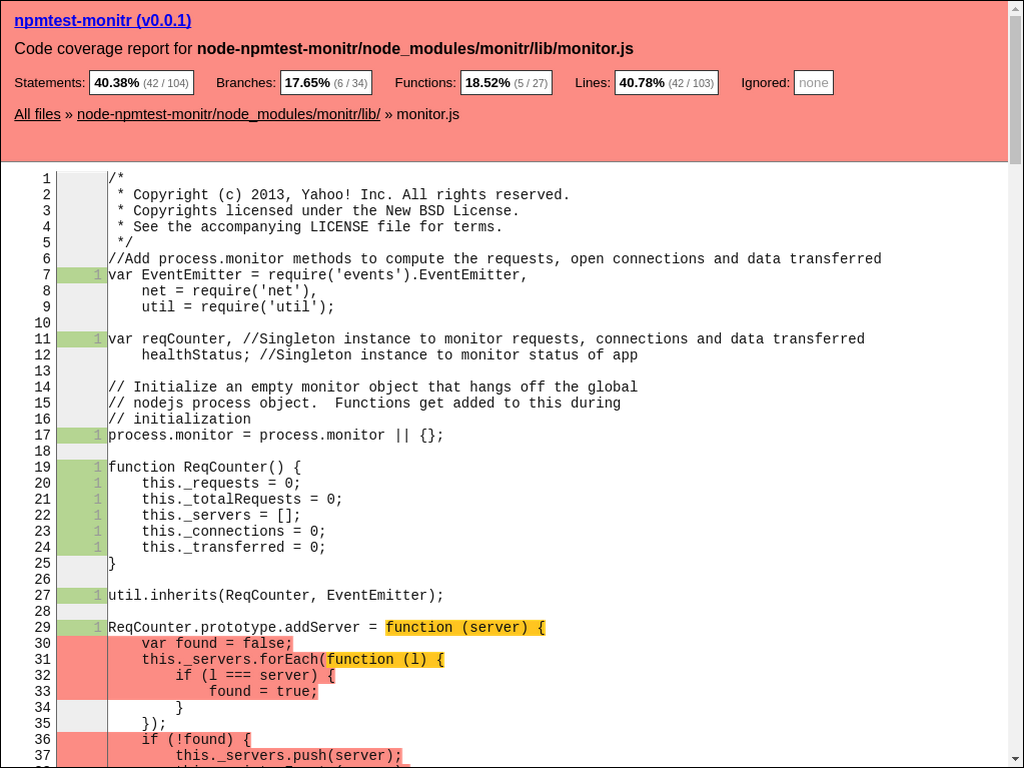 npmtest-monitr (v0.0.1)
Code coverage report for node-npmtest-monitr/node_modules/monitr/lib/monitor.js
Statements: 40.38% (42 / 104) Branches: 17.65% (6 / 34) Functions: 18.52% (5 / 27) Lines: 40.78% (42 / 103) Ignored: none
All files » node-npmtest-monitr/node_modules/monitr/lib/ » monitor.js
1 /*
2  * Copyright (c) 2013, Yahoo! Inc. All rights reserved.
3  * Copyrights licensed under the New BSD License.
4  * See the accompanying LICENSE file for terms.
5  */
6 //Add process.monitor methods to compute the requests, open connections and data transferred
7 1 var EventEmitter = require('events').EventEmitter,
8     net = require('net'),
9     util = require('util');
10
11 1 var reqCounter, //Singleton instance to monitor requests, connections and data transferred
12     healthStatus; //Singleton instance to monitor status of app
13
14 // Initialize an empty monitor object that hangs off the global
15 // nodejs process object.  Functions get added to this during
16 // initialization
17 1 process.monitor = process.monitor || {};
18
19 1 function ReqCounter() {
20 1     this._requests = 0;
21 1     this._totalRequests = 0;
22 1     this._servers = [];
23 1     this._connections = 0;
24 1     this._transferred = 0;
25 }
26
27 1 util.inherits(ReqCounter, EventEmitter);
28
29 1 ReqCounter.prototype.addServer = function (server) {
30     var found = false;
31     this._servers.forEach(function (l) {
32         if (l === server) {
33             found = true;
34         }
35     });
36     if (!found) {
37         this._servers.push(server);